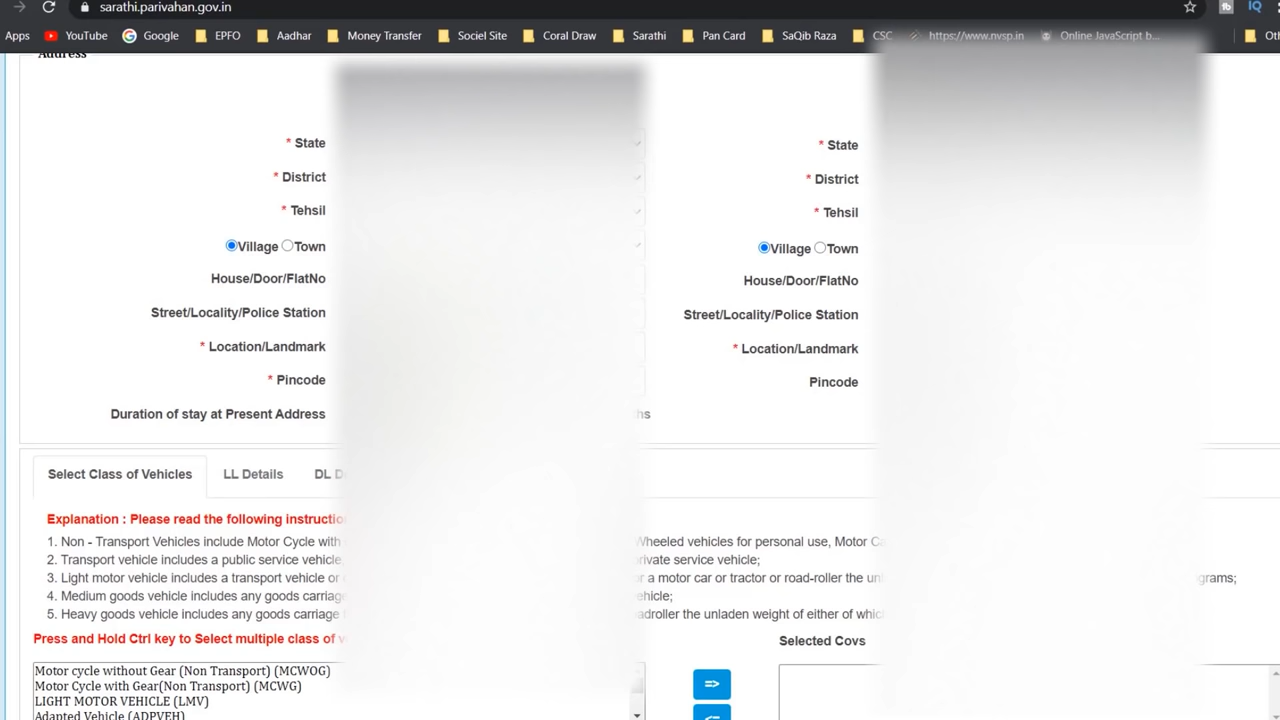 sarathi.parivahan.gov.in
Apps YouTube Google EPFO Aadhar Money Transfer Sociel Site Coral Draw Sarathi Pan Card SaQib Raza CSC https://www.nvsp.in Online JavaScript b...
Address
* State
* State
* District
* District
* Tehsil
* Tehsil
Village Town
Village Town
House/Door/FlatNo
House/Door/FlatNo
Street/Locality/Police Station
Street/Locality/Police Station
* Location/Landmark
* Location/Landmark
* Pincode
Pincode
Duration of stay at Present Address
Select Class of Vehicles LL Details DL
Explanation : Please read the following
1. Non - Transport Vehicles include Motor Cycle with Wheeled vehicles for personal use, Motor
2. Transport vehicle includes a public service vehicle, private service vehicle;
3. Light motor vehicle includes a transport vehicle or or a motor car or tractor or road-roller the
4. Medium goods vehicle includes any goods carriage
5. Heavy goods vehicle includes any goods carriage the unladen weight of either of
Press and Hold Ctrl key to Select multiple class of
Selected Covs
Motor cycle without Gear (Non Transport) (MCWOG)
Motor Cycle with Gear(Non Transport) (MCWG)
LIGHT MOTOR VEHICLE (LMV)
Adapted Vehicle (ADPVEH)
=>